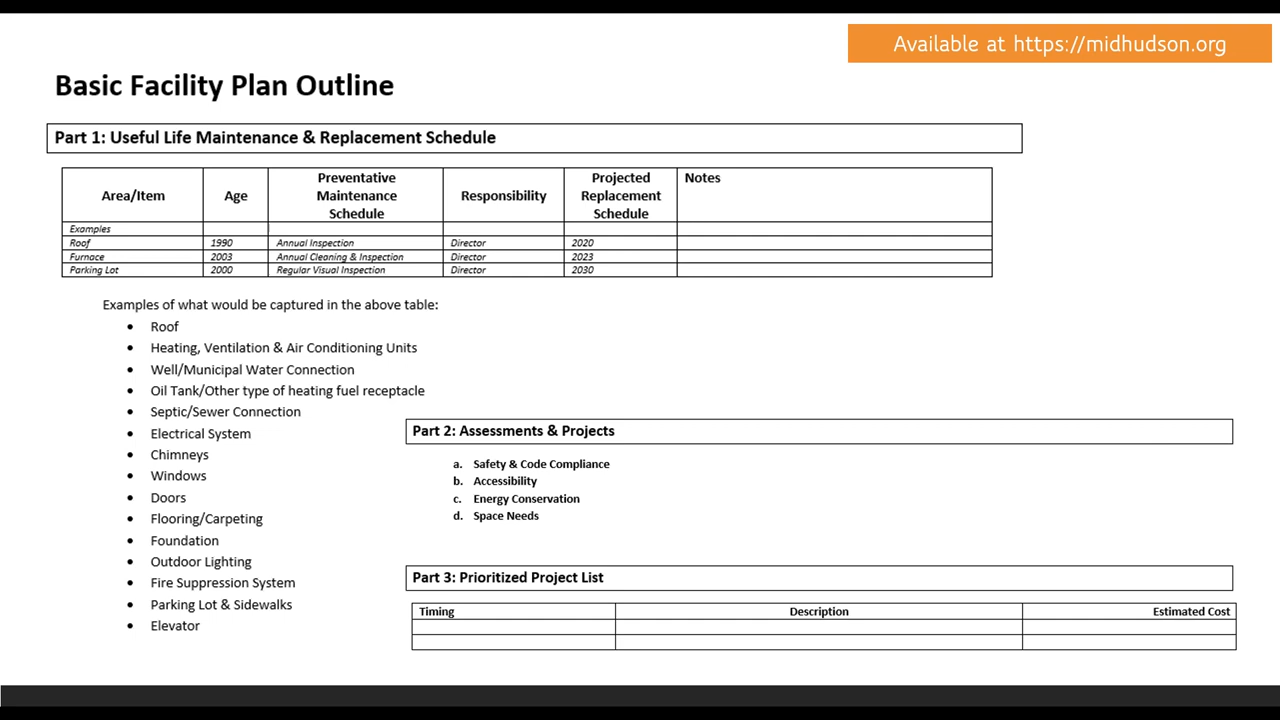 Available at https://midhudson.org
Basic Facility Plan Outline
Part 1: Useful Life Maintenance & Replacement Schedule
Area/Item Age Preventative Maintenance Schedule Responsibility Projected Replacement Schedule Notes
Examples
Roof 1990 Annual Inspection Director 2020
Furnace 2003 Annual Cleaning & Inspection Director 2023
Parking Lot 2000 Regular Visual Inspection Director 2030
Examples of what would be captured in the above table:
• Roof
• Heating, Ventilation & Air Conditioning Units
• Well/Municipal Water Connection
• Oil Tank/Other type of heating fuel receptacle
• Septic/Sewer Connection
• Electrical System
• Chimneys
• Windows
• Doors
• Flooring/Carpeting
• Foundation
• Outdoor Lighting
• Fire Suppression System
• Parking Lot & Sidewalks
• Elevator
Part 2: Assessments & Projects
a. Safety & Code Compliance
b. Accessibility
c. Energy Conservation
d. Space Needs
Part 3: Prioritized Project List
Timing Description Estimated Cost